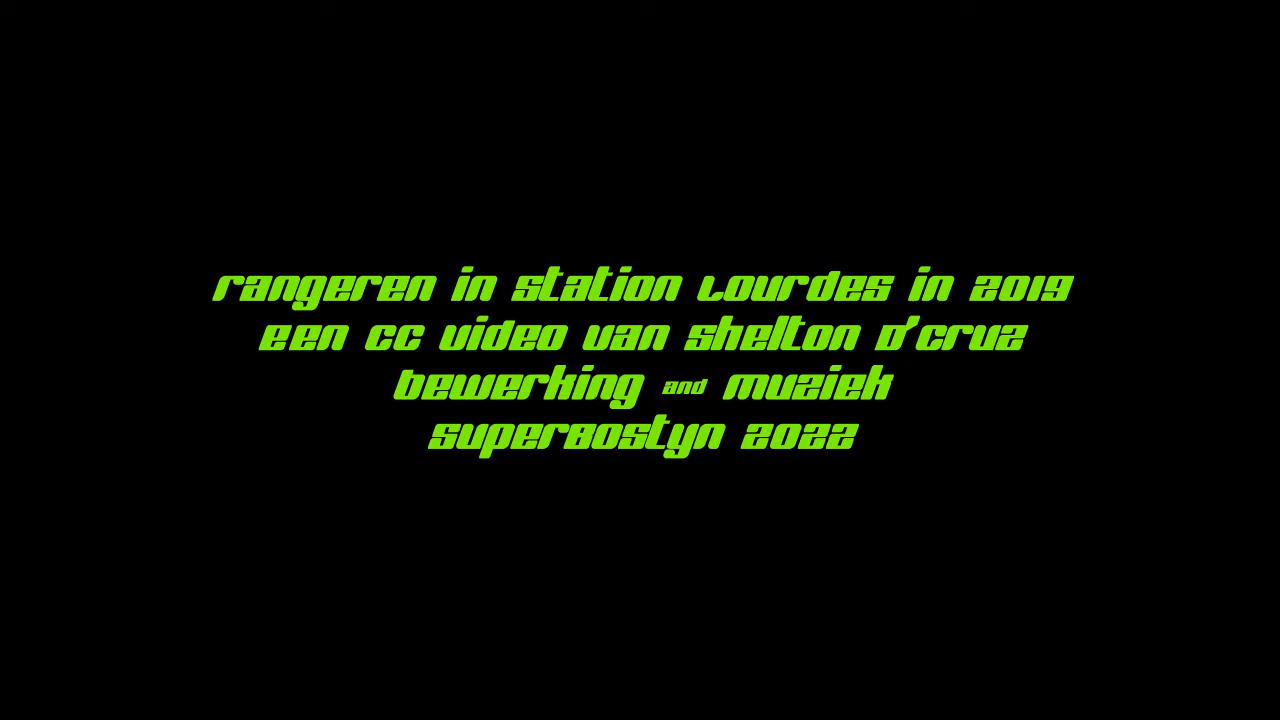 Rangeren in station Lourdes in 2019
Een CC video van Shelton D'Cruz
Bewerking and muziek
SuperBostyn 2022